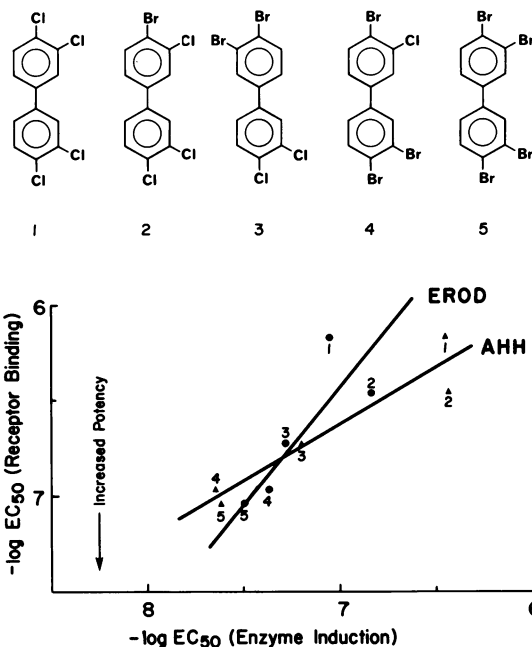 Cl Br Br Br Br
Cl Cl Br Cl Br
Cl Cl Cl Br Br
Cl Cl Cl Br Br
1 2 3 4 5
6
7
-log EC50 (Receptor Binding)
Increased Potency
EROD
AHH
1 1
2 2
3 3
4 4
5 5
8 7 6
-log EC50 (Enzyme Induction)